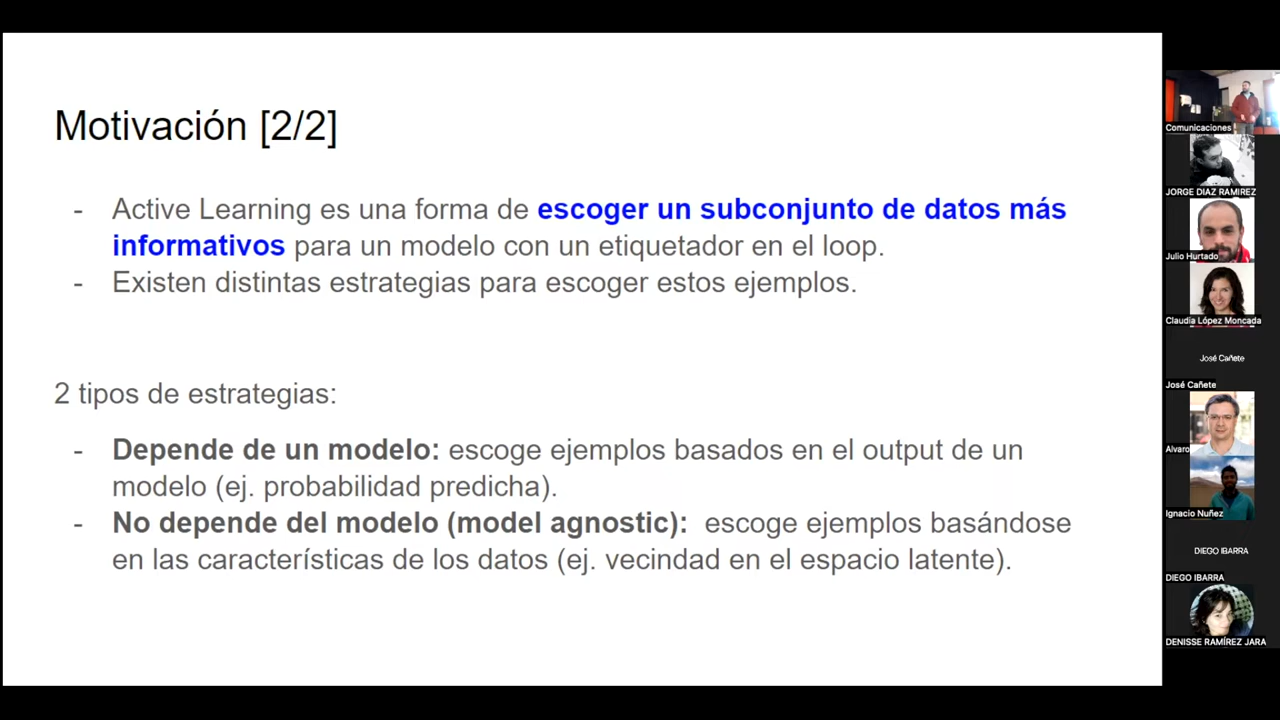 Motivación [2/2]
- Active Learning es una forma de escoger un subconjunto de datos más
informativos para un modelo con un etiquetador en el loop.
- Existen distintas estrategias para escoger estos ejemplos.
2 tipos de estrategias:
- Depende de un modelo: escoge ejemplos basados en el output de un
modelo (ej. probabilidad predicha).
- No depende del modelo (model agnostic): escoge ejemplos basándose
en las características de los datos (ej. vecindad en el espacio latente).
Comunicaciones
JORGE DIAZ RAMIREZ
Julio Hurtado
Claudia López Moncada
José Cañete
José Cañete
Alvaro
Ignacio Nuñez
DIEGO IBARRA
DIEGO IBARRA
DENISSE RAMÍREZ JARA